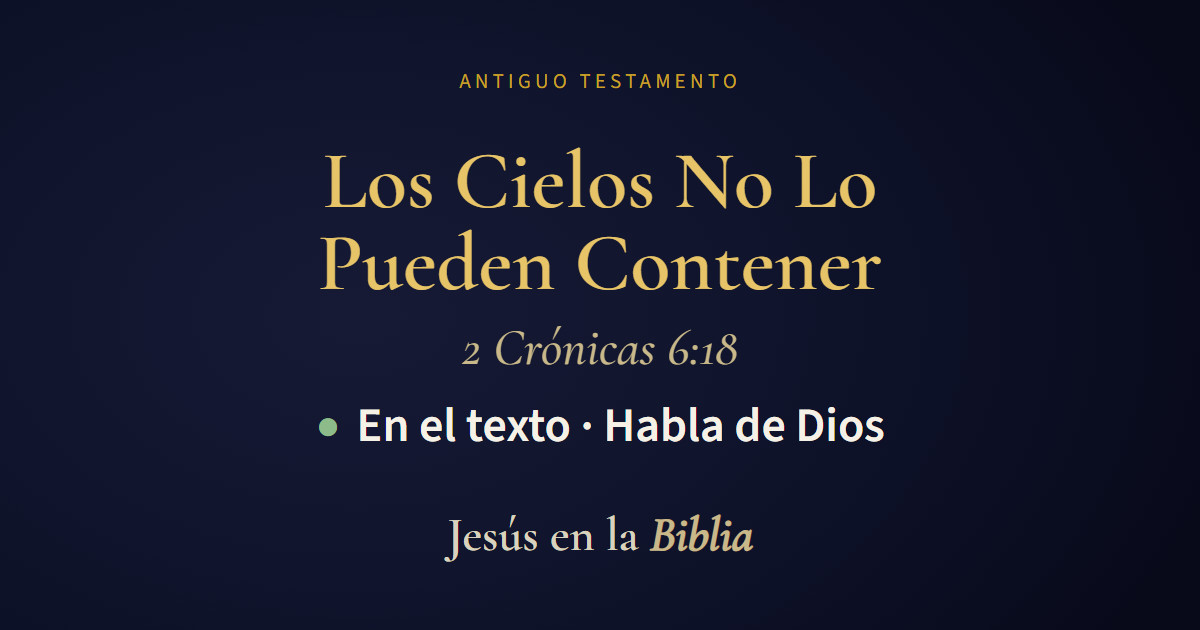 ANTIGUO TESTAMENTO
Los Cielos No Lo
Pueden Contener
2 Crónicas 6:18
• En el texto · Habla de Dios
Jesús en la Biblia